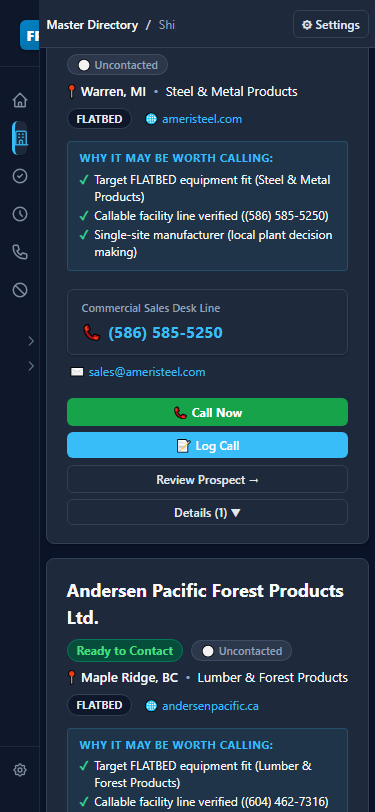 FF
Master Directory / Shi
Settings
Uncontacted
Warren, MI • Steel & Metal Products
FLATBED
ameristeel.com
WHY IT MAY BE WORTH CALLING:
✓ Target FLATBED equipment fit (Steel & Metal
Products)
✓ Callable facility line verified ((586) 585-5250)
✓ Single-site manufacturer (local plant decision
making)
Commercial Sales Desk Line
(586) 585-5250
sales@ameristeel.com
Call Now
Log Call
Review Prospect →
Details (1) ▼
Andersen Pacific Forest Products
Ltd.
Ready to Contact
Uncontacted
Maple Ridge, BC • Lumber & Forest Products
FLATBED
andersenpacific.ca
WHY IT MAY BE WORTH CALLING:
✓ Target FLATBED equipment fit (Lumber &
Forest Products)
✓ Callable facility line verified ((604) 462-7316)